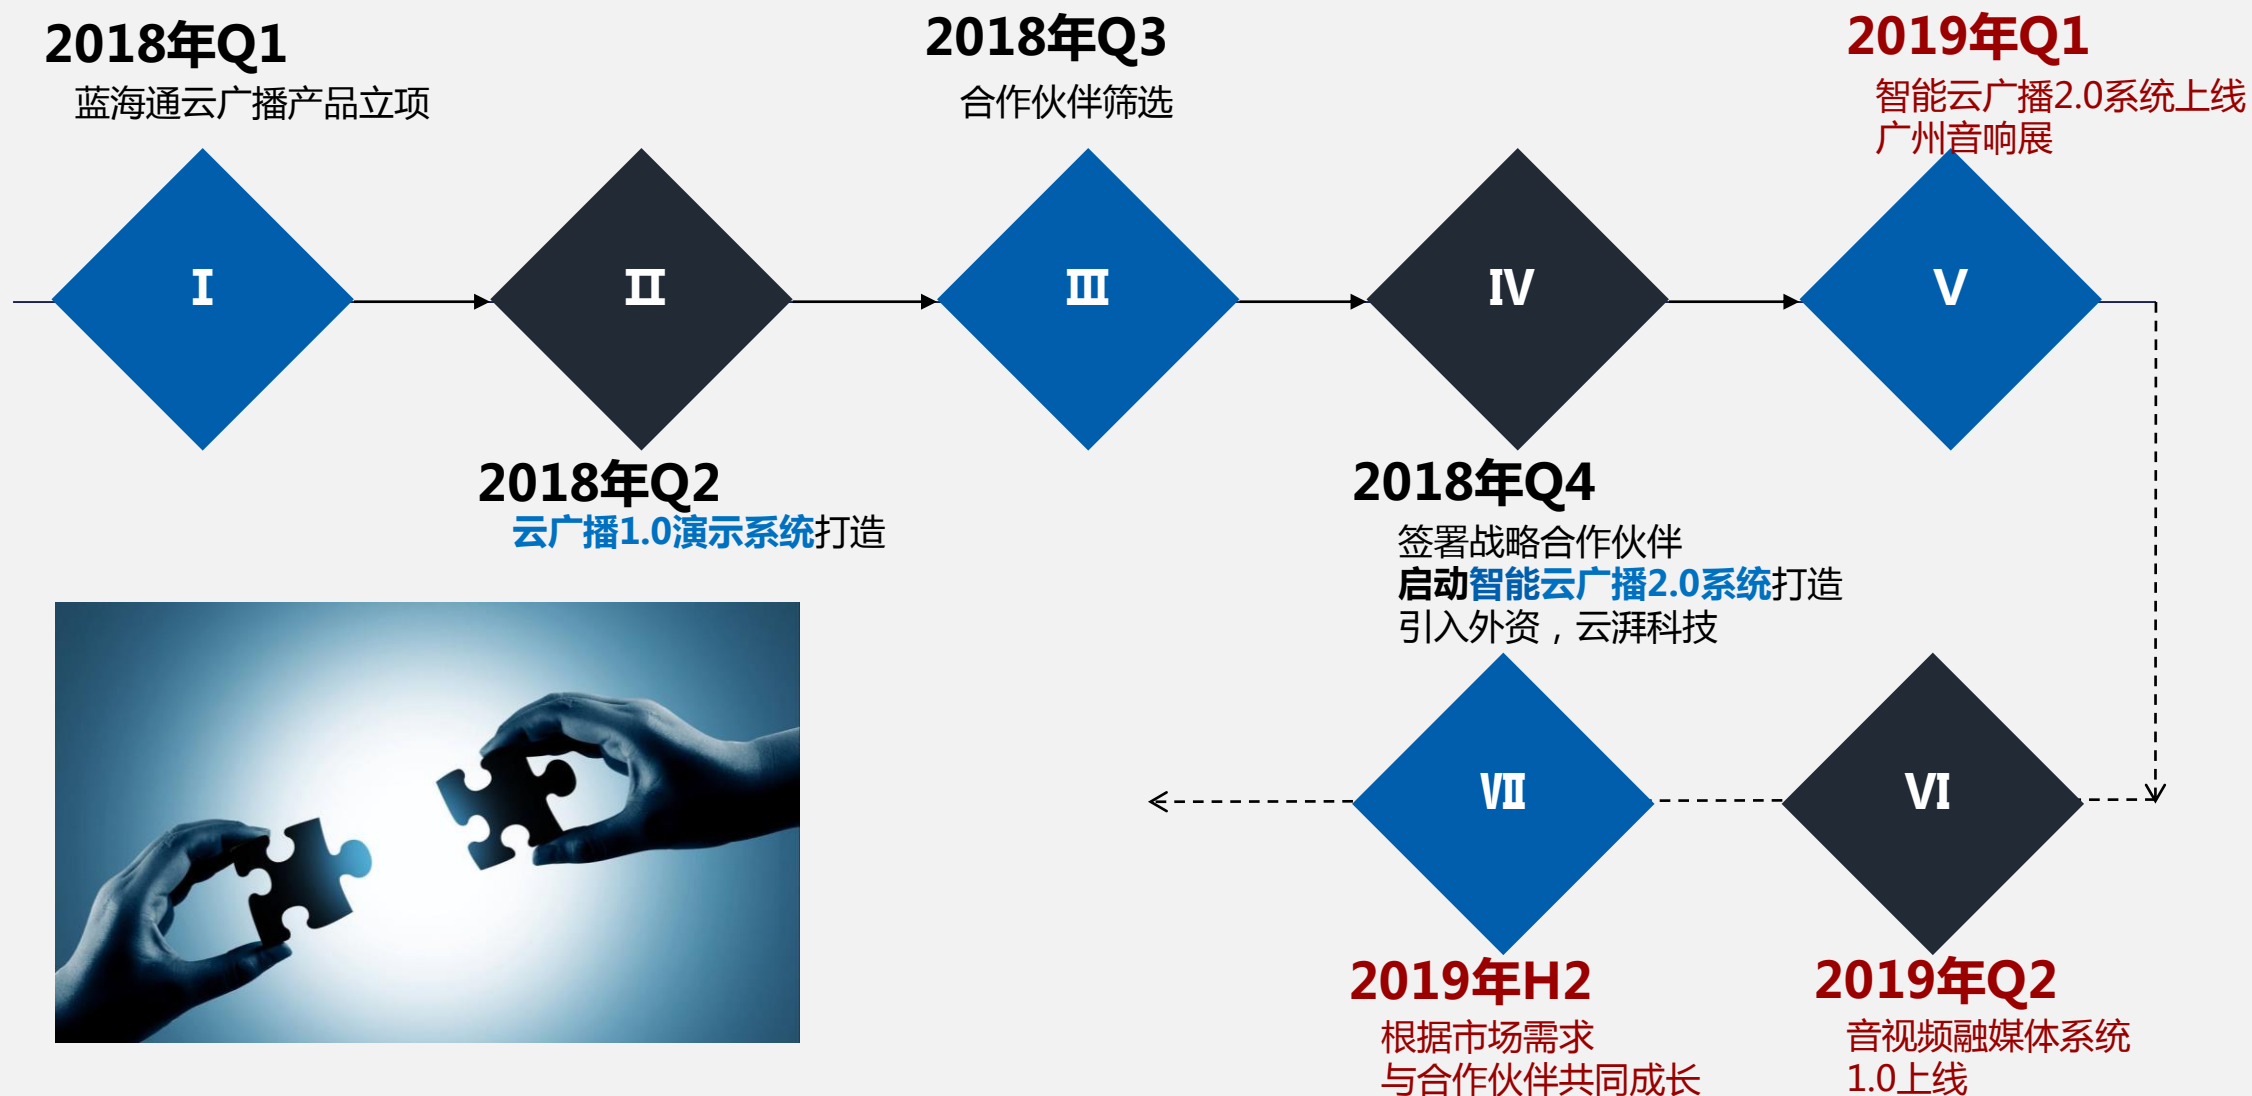 2018年Q1
蓝海通云广播产品立项
2018年Q3
合作伙伴筛选
2019年Q1
智能云广播2.0系统上线
广州音响展
I
II
III
IV
V
2018年Q2
云广播1.0演示系统打造
2018年Q4
签署战略合作伙伴
启动智能云广播2.0系统打造
引入外资，云湃科技
VII
VI
2019年H2
根据市场需求
与合作伙伴共同成长
2019年Q2
音视频融媒体系统
1.0上线